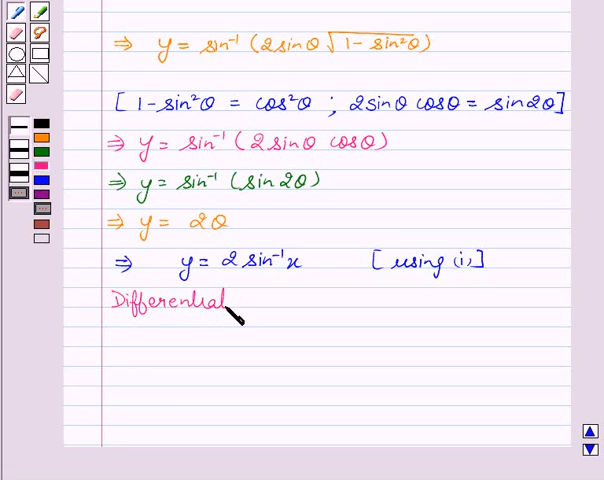 ⇒ y = sin⁻¹ (2sinθ √1 - sin²θ)
[ 1-sin²θ = cos²θ ; 2sinθ cosθ = sin2θ ]
⇒ y = sin⁻¹ (2sinθ cosθ)
⇒ y = sin⁻¹ (sin2θ)
⇒ y = 2θ
⇒ y = 2 sin⁻¹x [ using (i) ]
Differential